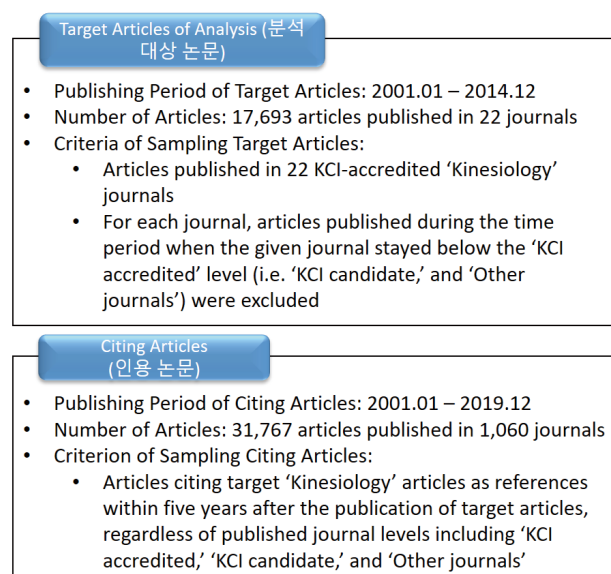 Target Articles of Analysis (분석
대상 논문)
• Publishing Period of Target Articles: 2001.01 – 2014.12
• Number of Articles: 17,693 articles published in 22 journals
• Criteria of Sampling Target Articles:
• Articles published in 22 KCI-accredited ‘Kinesiology’
journals
• For each journal, articles published during the time
period when the given journal stayed below the ‘KCI
accredited’ level (i.e. ‘KCI candidate,’ and ‘Other
journals’) were excluded
Citing Articles
(인용 논문)
• Publishing Period of Citing Articles: 2001.01 – 2019.12
• Number of Articles: 31,767 articles published in 1,060 journals
• Criterion of Sampling Citing Articles:
• Articles citing target ‘Kinesiology’ articles as references
within five years after the publication of target articles,
regardless of published journal levels including ‘KCI
accredited,’ ‘KCI candidate,’ and ‘Other journals’